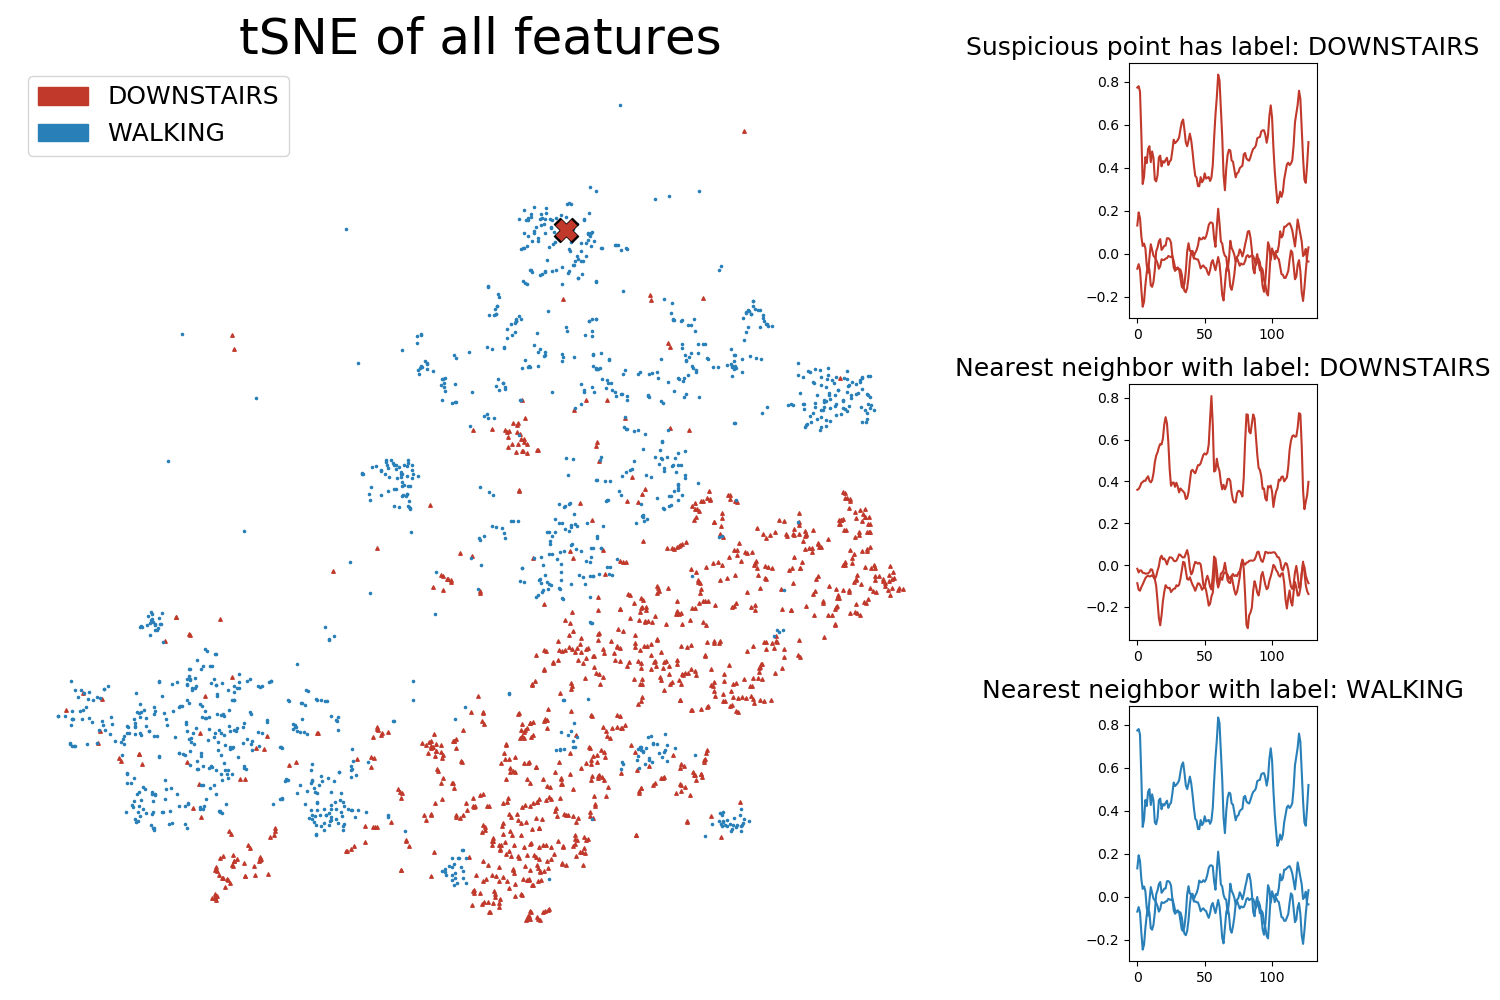 tSNE of all features
DOWNSTAIRS
WALKING
Suspicious point has label: DOWNSTAIRS
0.8
0.6
0.4
0.2
0.0
−0.2
0 50 100
Nearest neighbor with label: DOWNSTAIRS
0.8
0.6
0.4
0.2
0.0
−0.2
0 50 100
Nearest neighbor with label: WALKING
0.8
0.6
0.4
0.2
0.0
−0.2
0 50 100